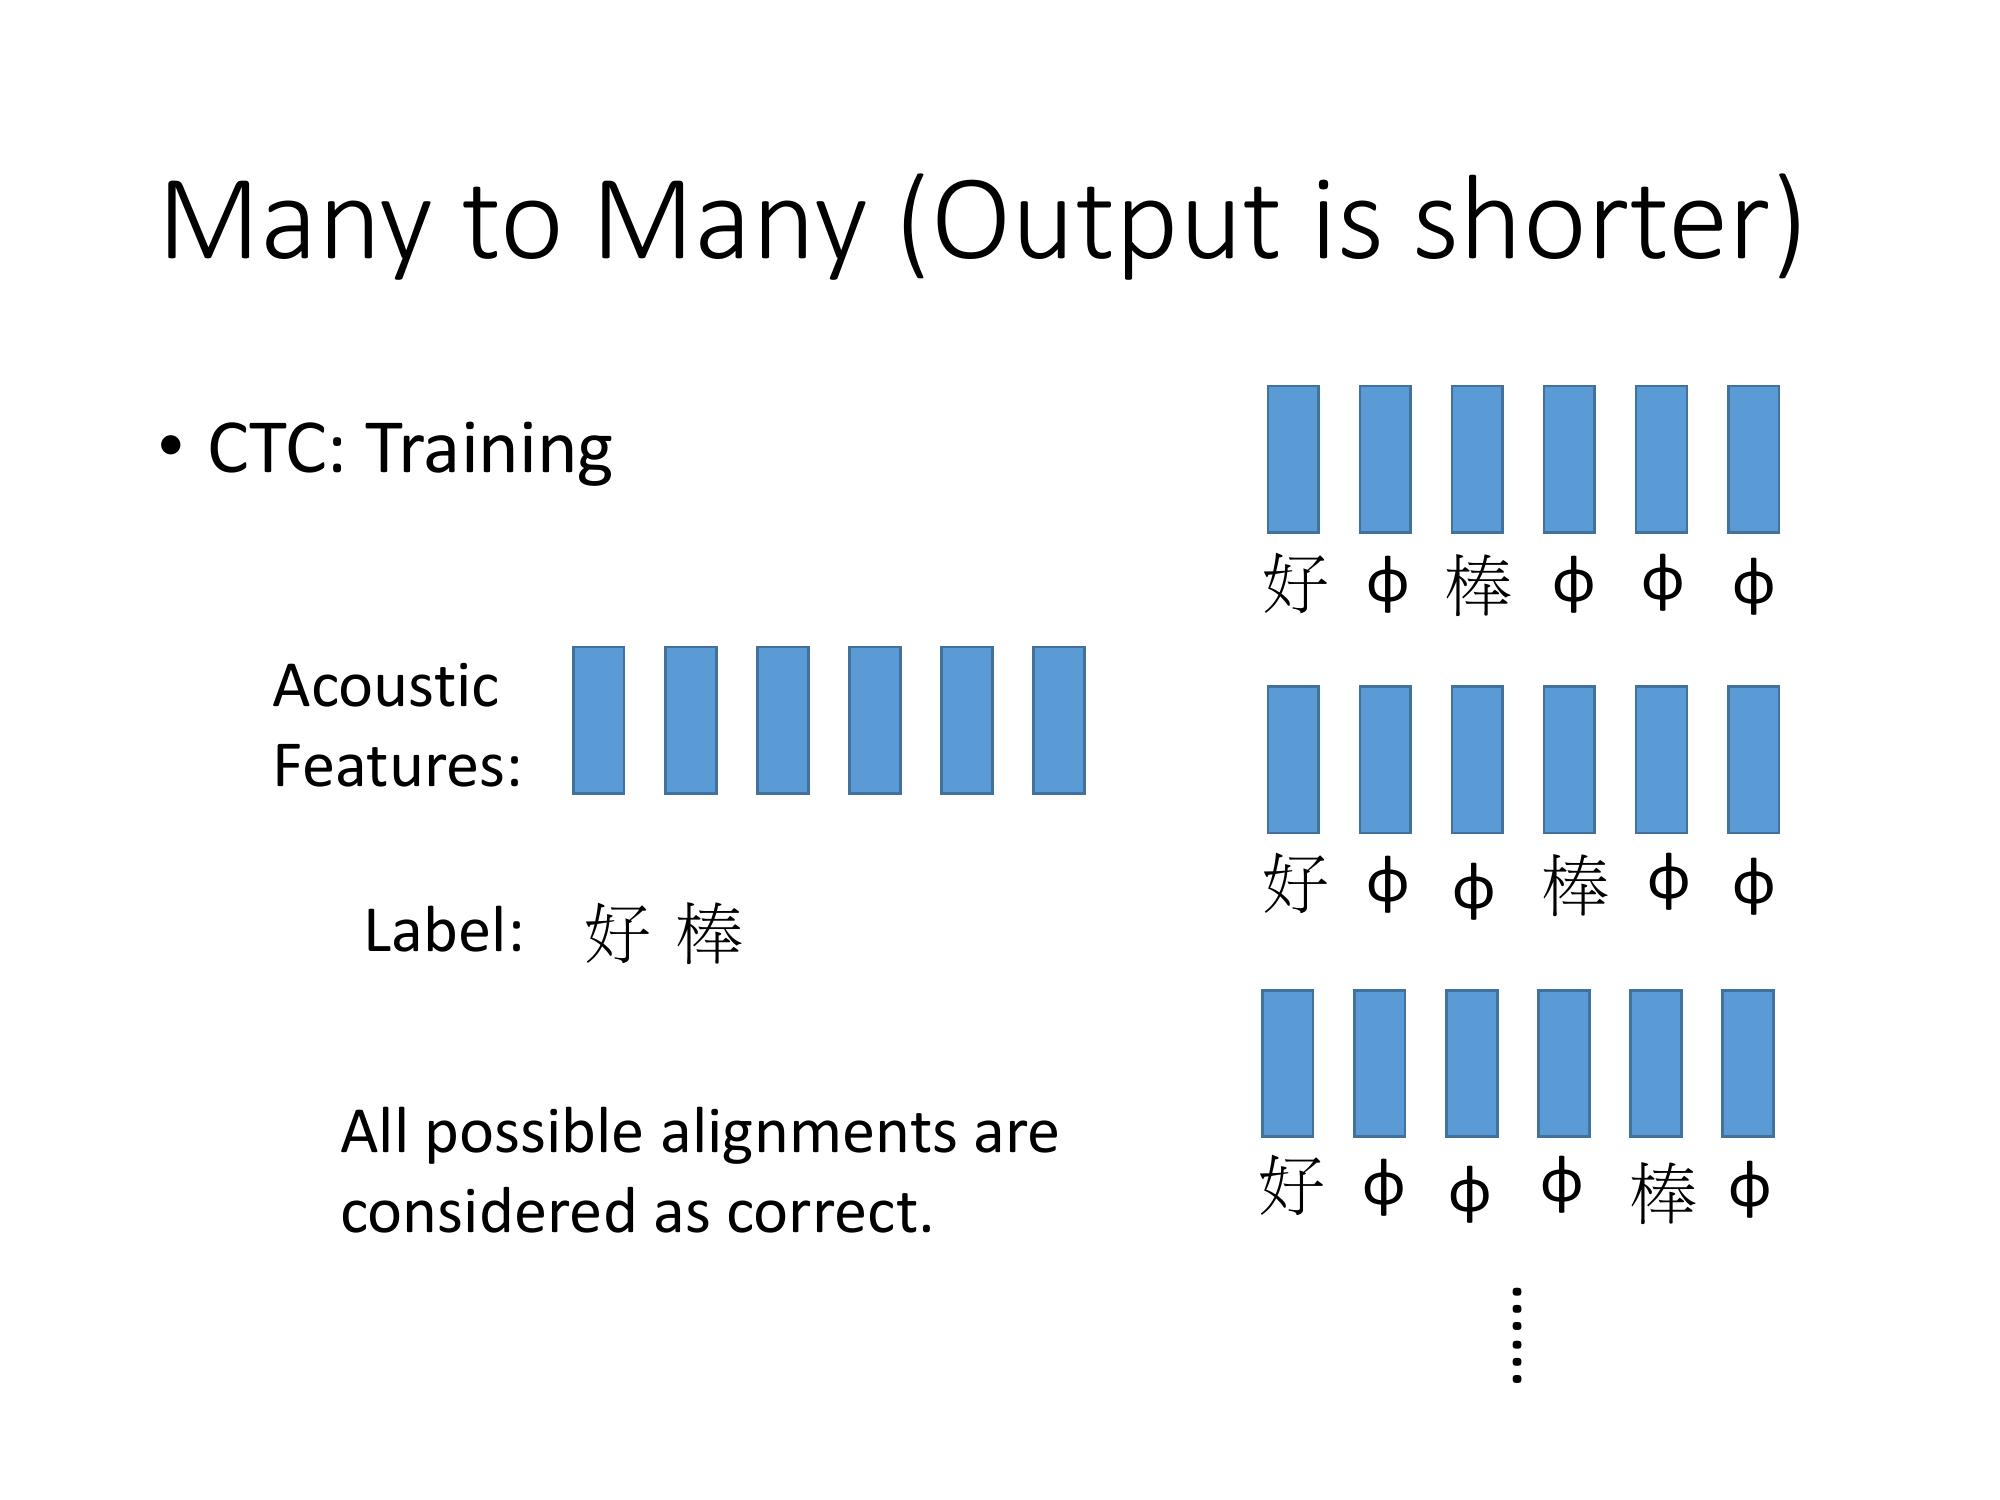 Many to Many (Output is shorter)
• CTC: Training
Acoustic
Features:
Label: 好 棒
All possible alignments are
considered as correct.
好 ϕ 棒 ϕ ϕ ϕ
好 ϕ ϕ 棒 ϕ ϕ
好 ϕ ϕ ϕ 棒 ϕ
……